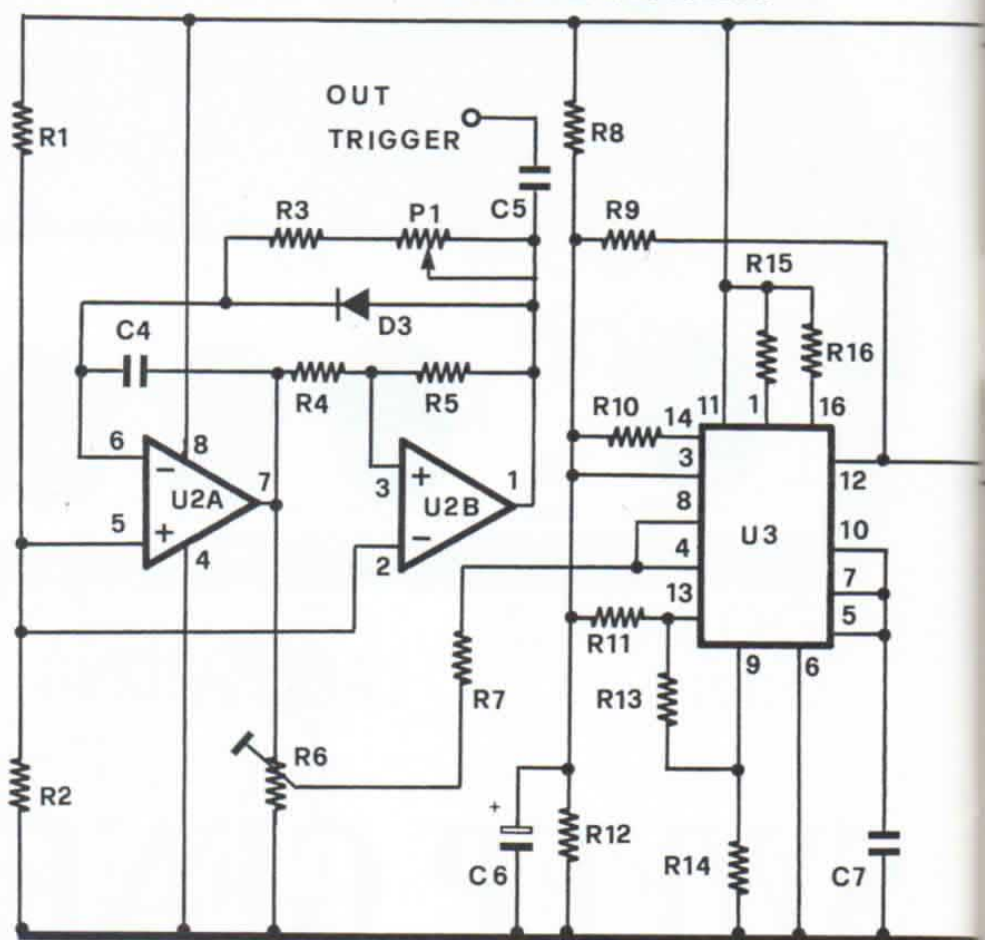 OUT
TRIGGER
R1
R8
C5
R3
P1
R9
R15
D3
C4
R16
R4
R5
R10
14
11
1
16
6
8
3
12
U2A
7
3
1
8
U3
10
5
U2B
4
7
4
2
13
5
R11
9
6
R7
R13
R6
R2
+
R12
C6
R14
C7
- 
+
+
-